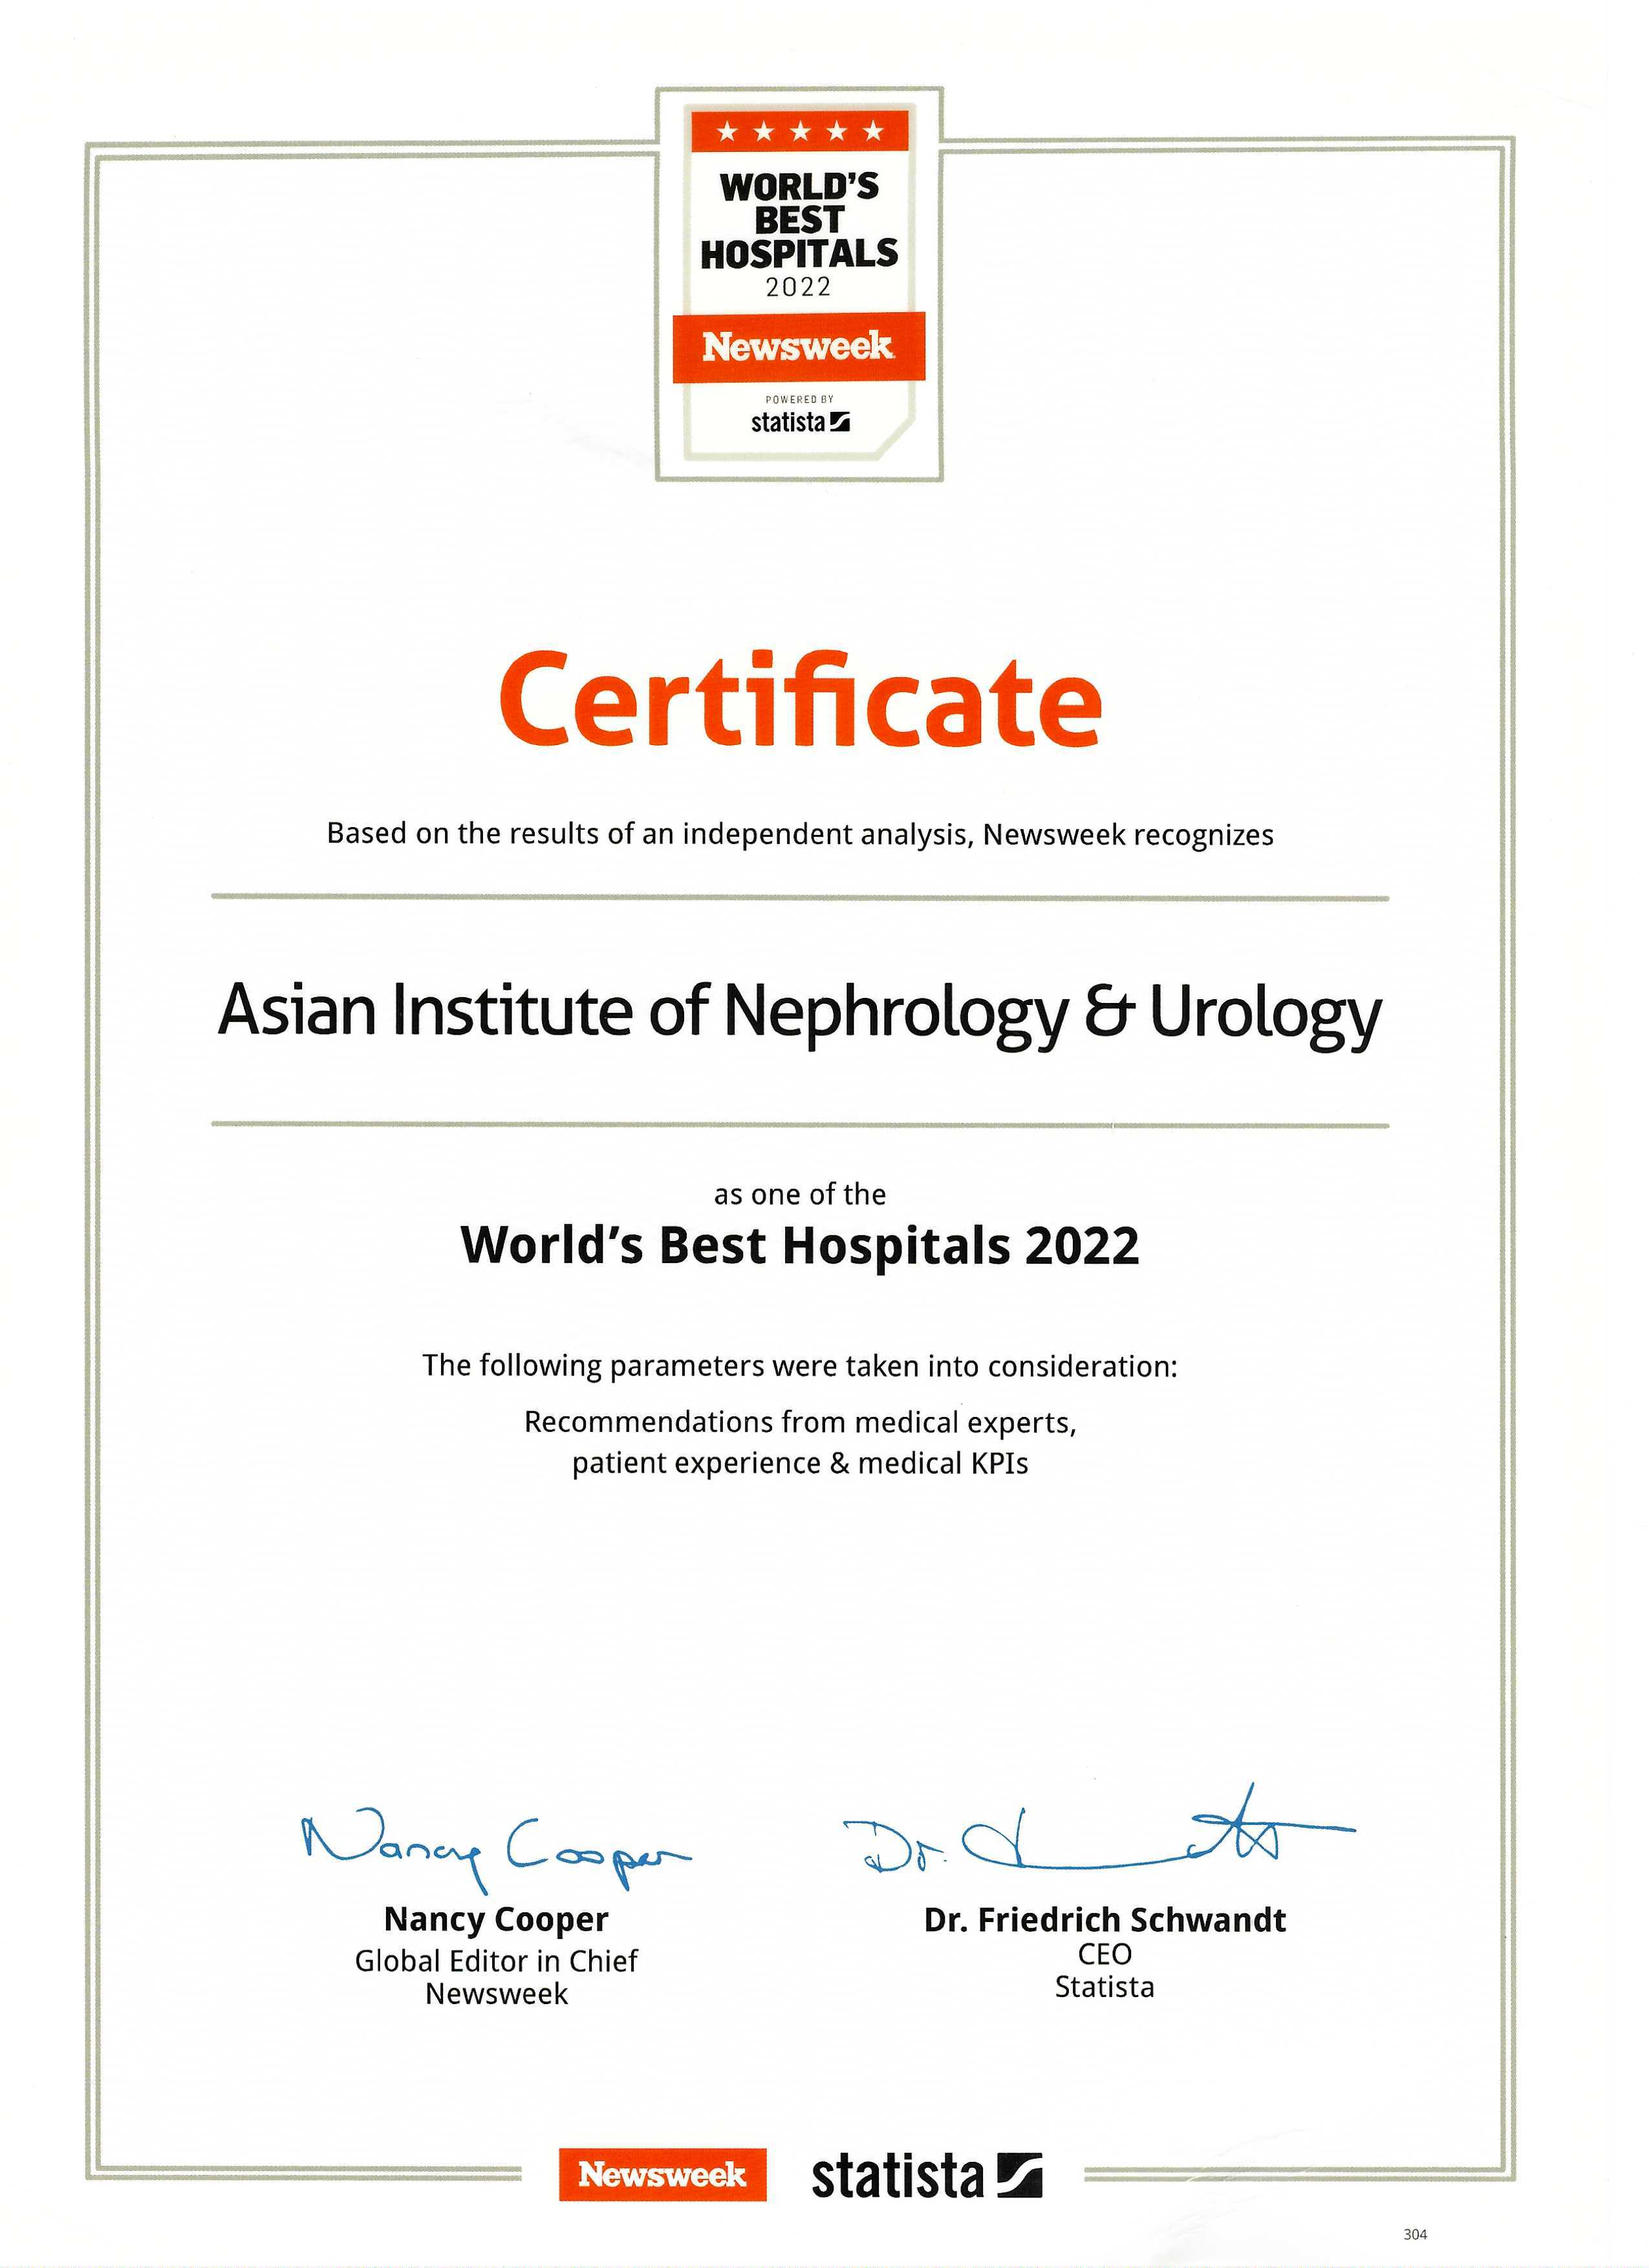 WORLD'S
BEST
HOSPITALS
2022
Newsweek
POWERED BY
statista
Certificate
Based on the results of an independent analysis, Newsweek recognizes
Asian Institute of Nephrology & Urology
as one of the
World's Best Hospitals 2022
The following parameters were taken into consideration:
Recommendations from medical experts,
patient experience & medical KPIs
Nancy Cooper
Dr.
Nancy Cooper
Global Editor in Chief
Newsweek
Dr. Friedrich Schwandt
CEO
Statista
Newsweek
statista
304